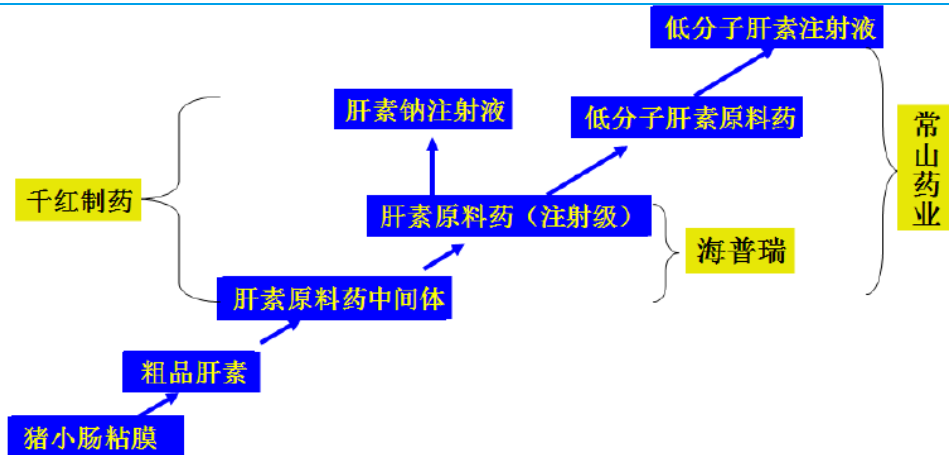 低分子肝素注射液
肝素钠注射液
低分子肝素原料药
常山药业
千红制药
肝素原料药（注射级）
海普瑞
肝素原料药中间体
粗品肝素
猪小肠粘膜